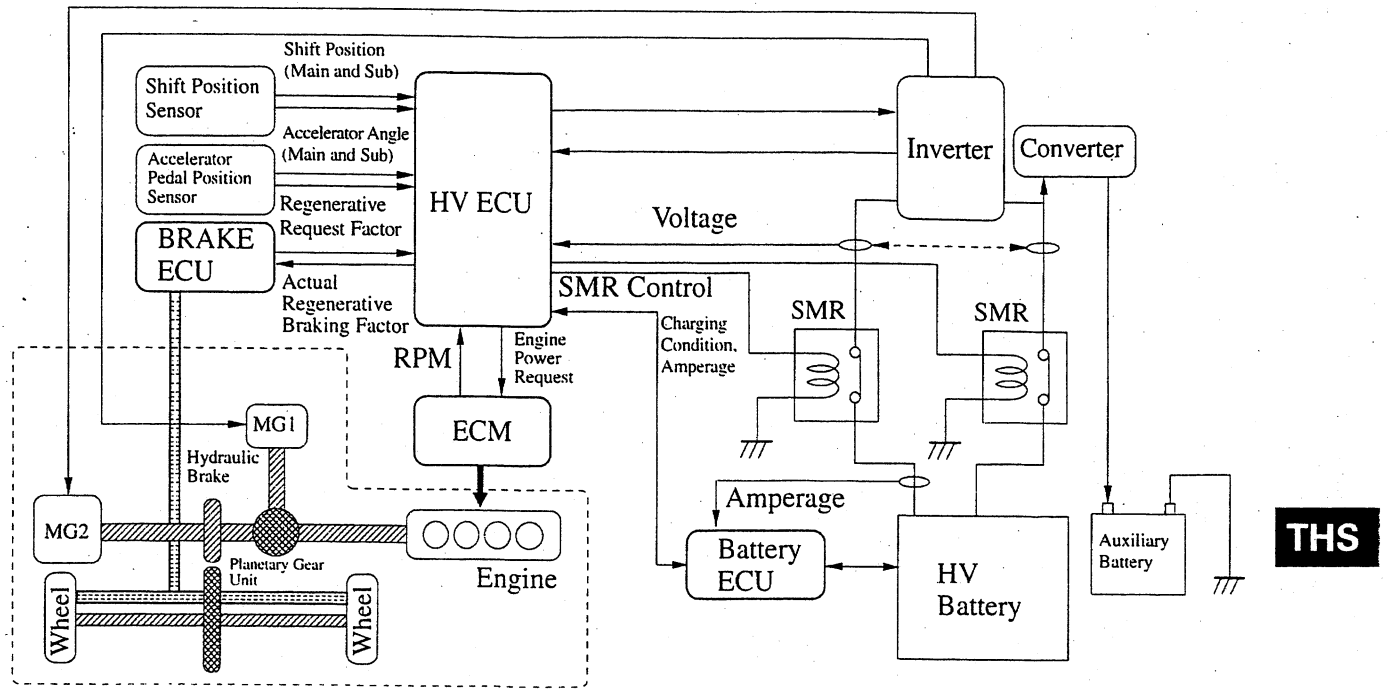 Shift Position
(Main and Sub)
Shift Position
Sensor
Accelerator Angle
(Main and Sub)
Accelerator
Pedal Position
Sensor
Regenerative
Request Factor
BRAKE
ECU
Actual
Regenerative
Braking Factor
HV ECU
Inverter
Converter
Voltage
SMR Control
SMR
SMR
Charging
Condition,
Amperage
RPM
Engine
Power
Request
ECM
MG1
Hydraulic
Brake
MG2
Planetary Gear
Unit
Engine
Wheel
Wheel
Amperage
Battery
ECU
HV
Battery
Auxiliary
Battery
THS